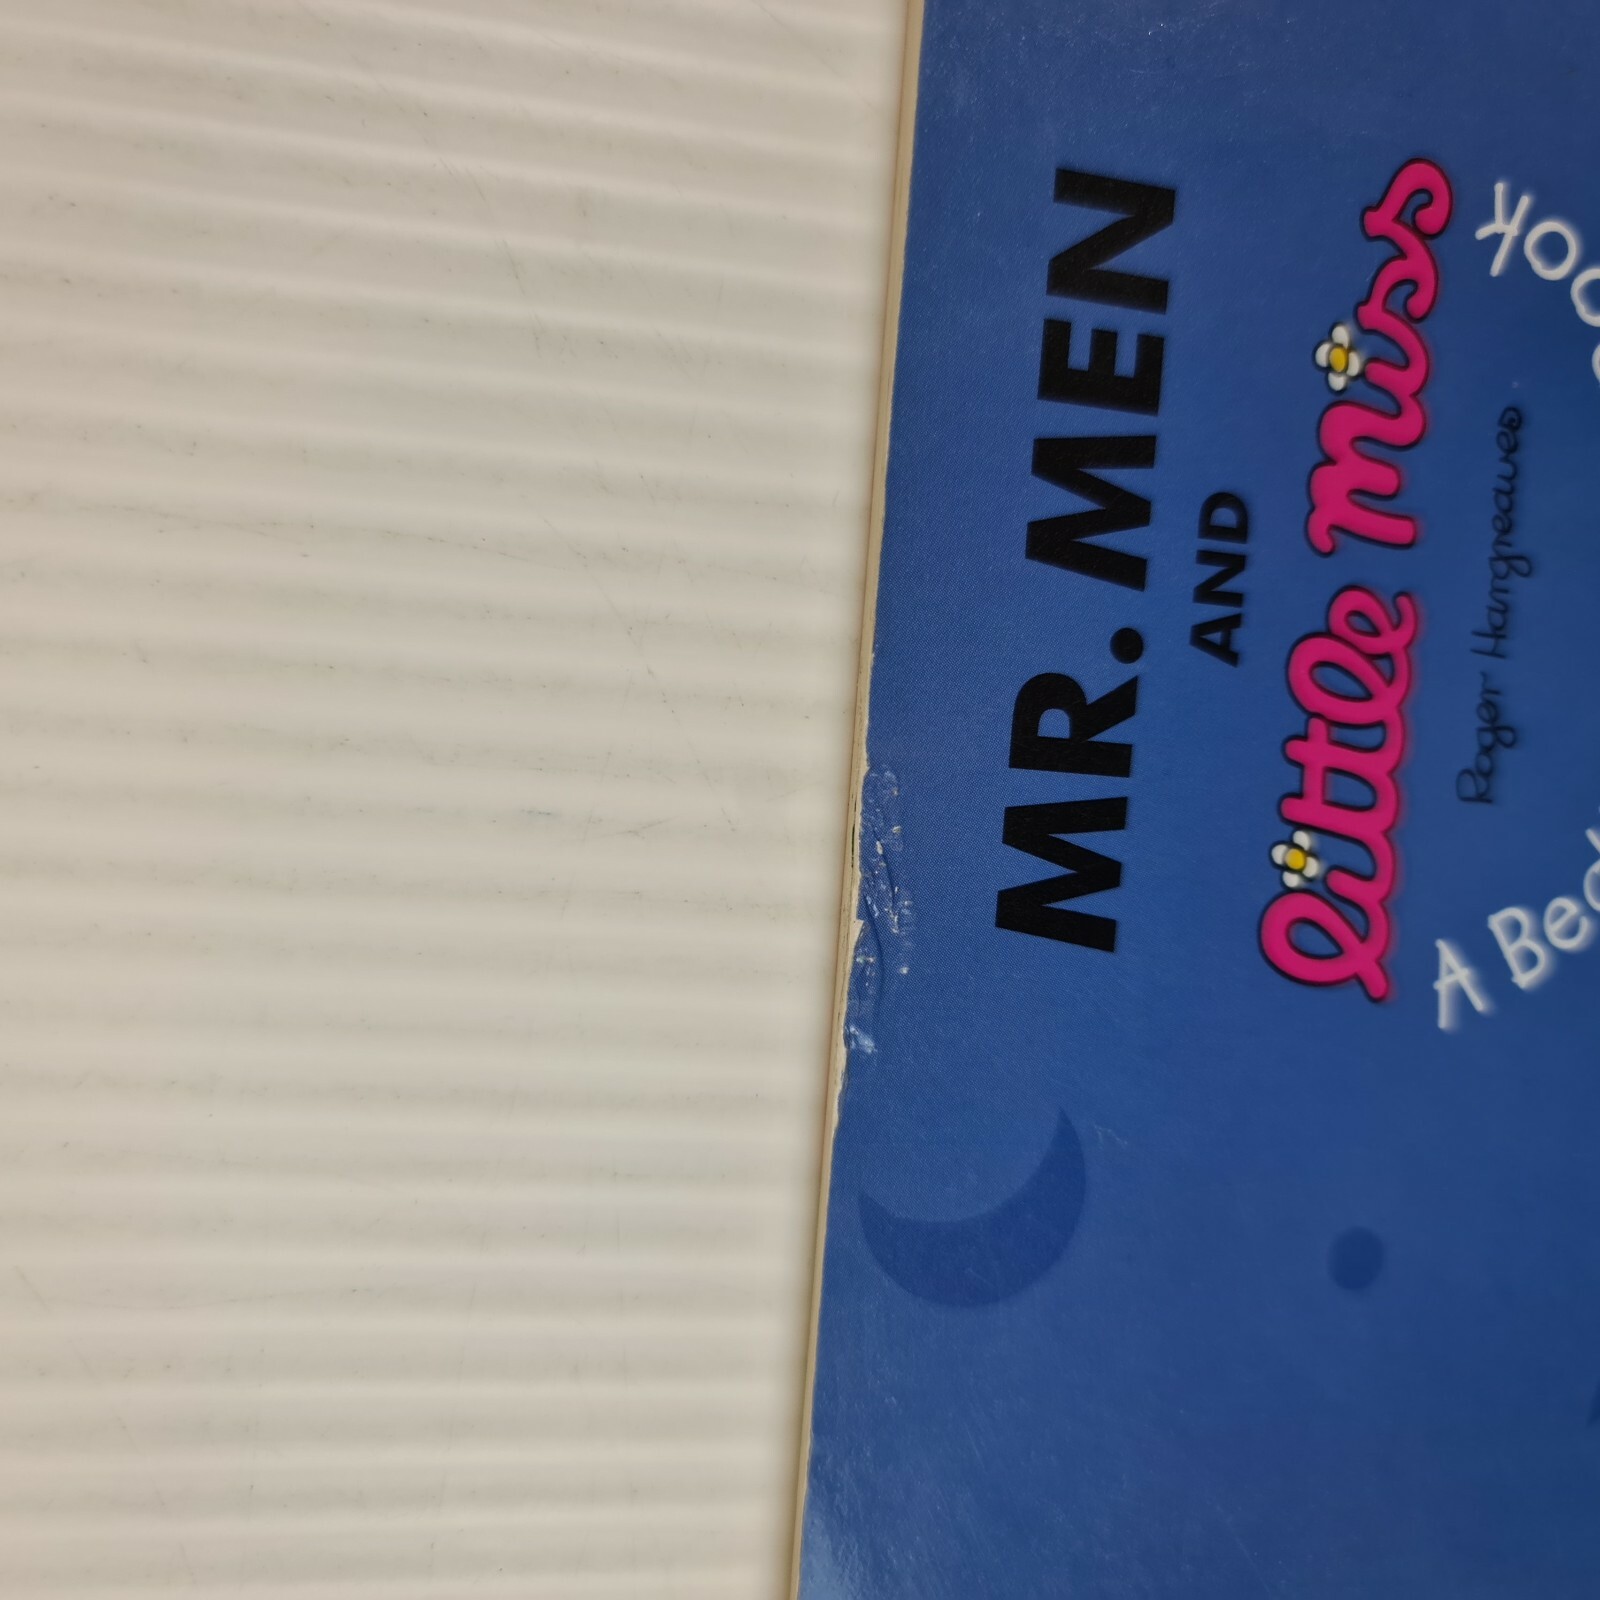 MR. MEN
AND
little miss
Roger Hargreaves
A